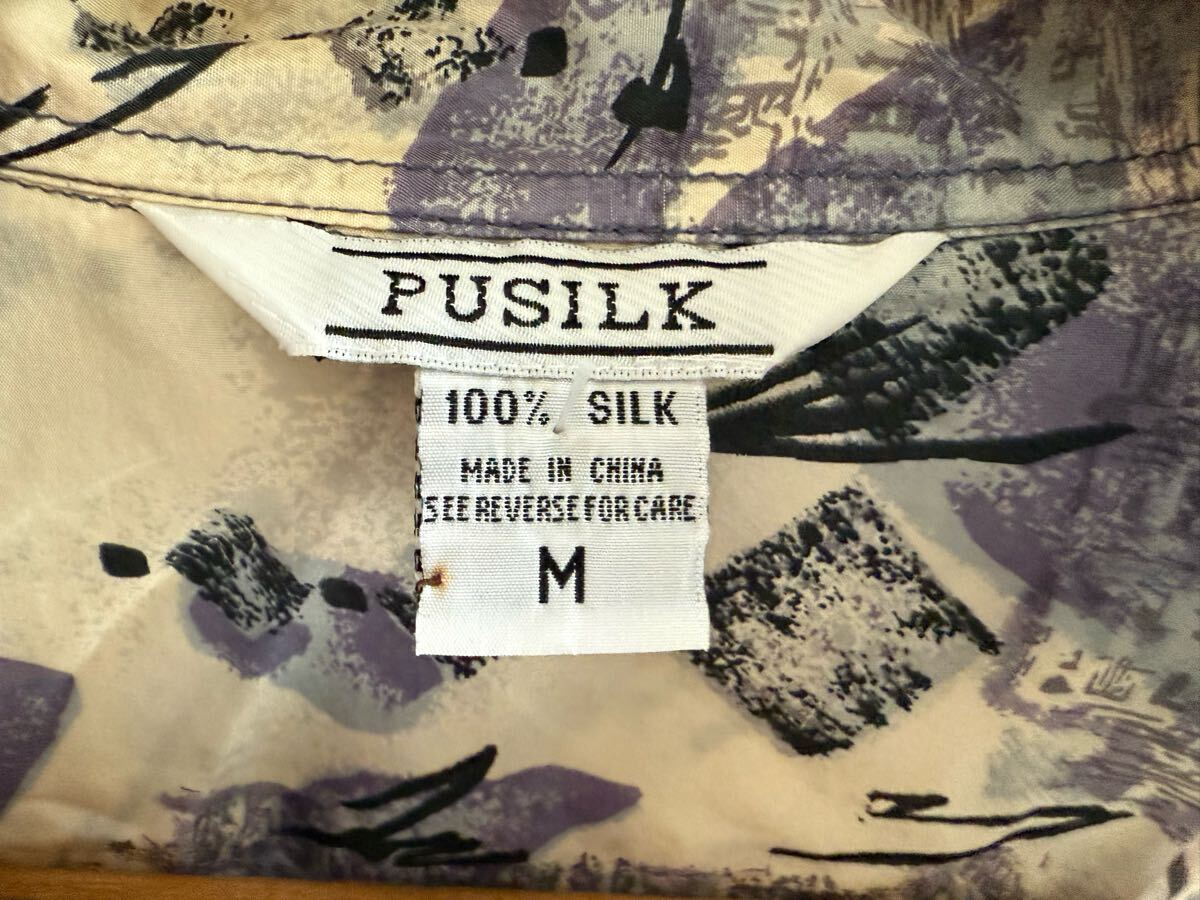 PUSILK
100% SILK
MADE IN CHINA
SEE REVERSE FOR CARE
M